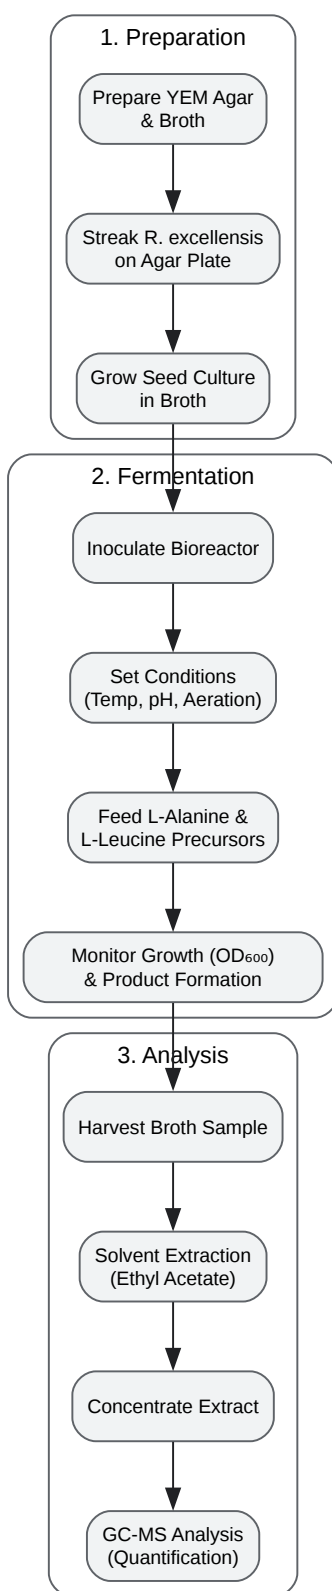 1. Preparation
Prepare YEM Agar
& Broth
Streak R. excellensis
on Agar Plate
Grow Seed Culture
in Broth
2. Fermentation
Inoculate Bioreactor
Set Conditions
(Temp, pH, Aeration)
Feed L-Alanine &
L-Leucine Precursors
Monitor Growth (OD₆₀₀)
& Product Formation
3. Analysis
Harvest Broth Sample
Solvent Extraction
(Ethyl Acetate)
Concentrate Extract
GC-MS Analysis
(Quantification)